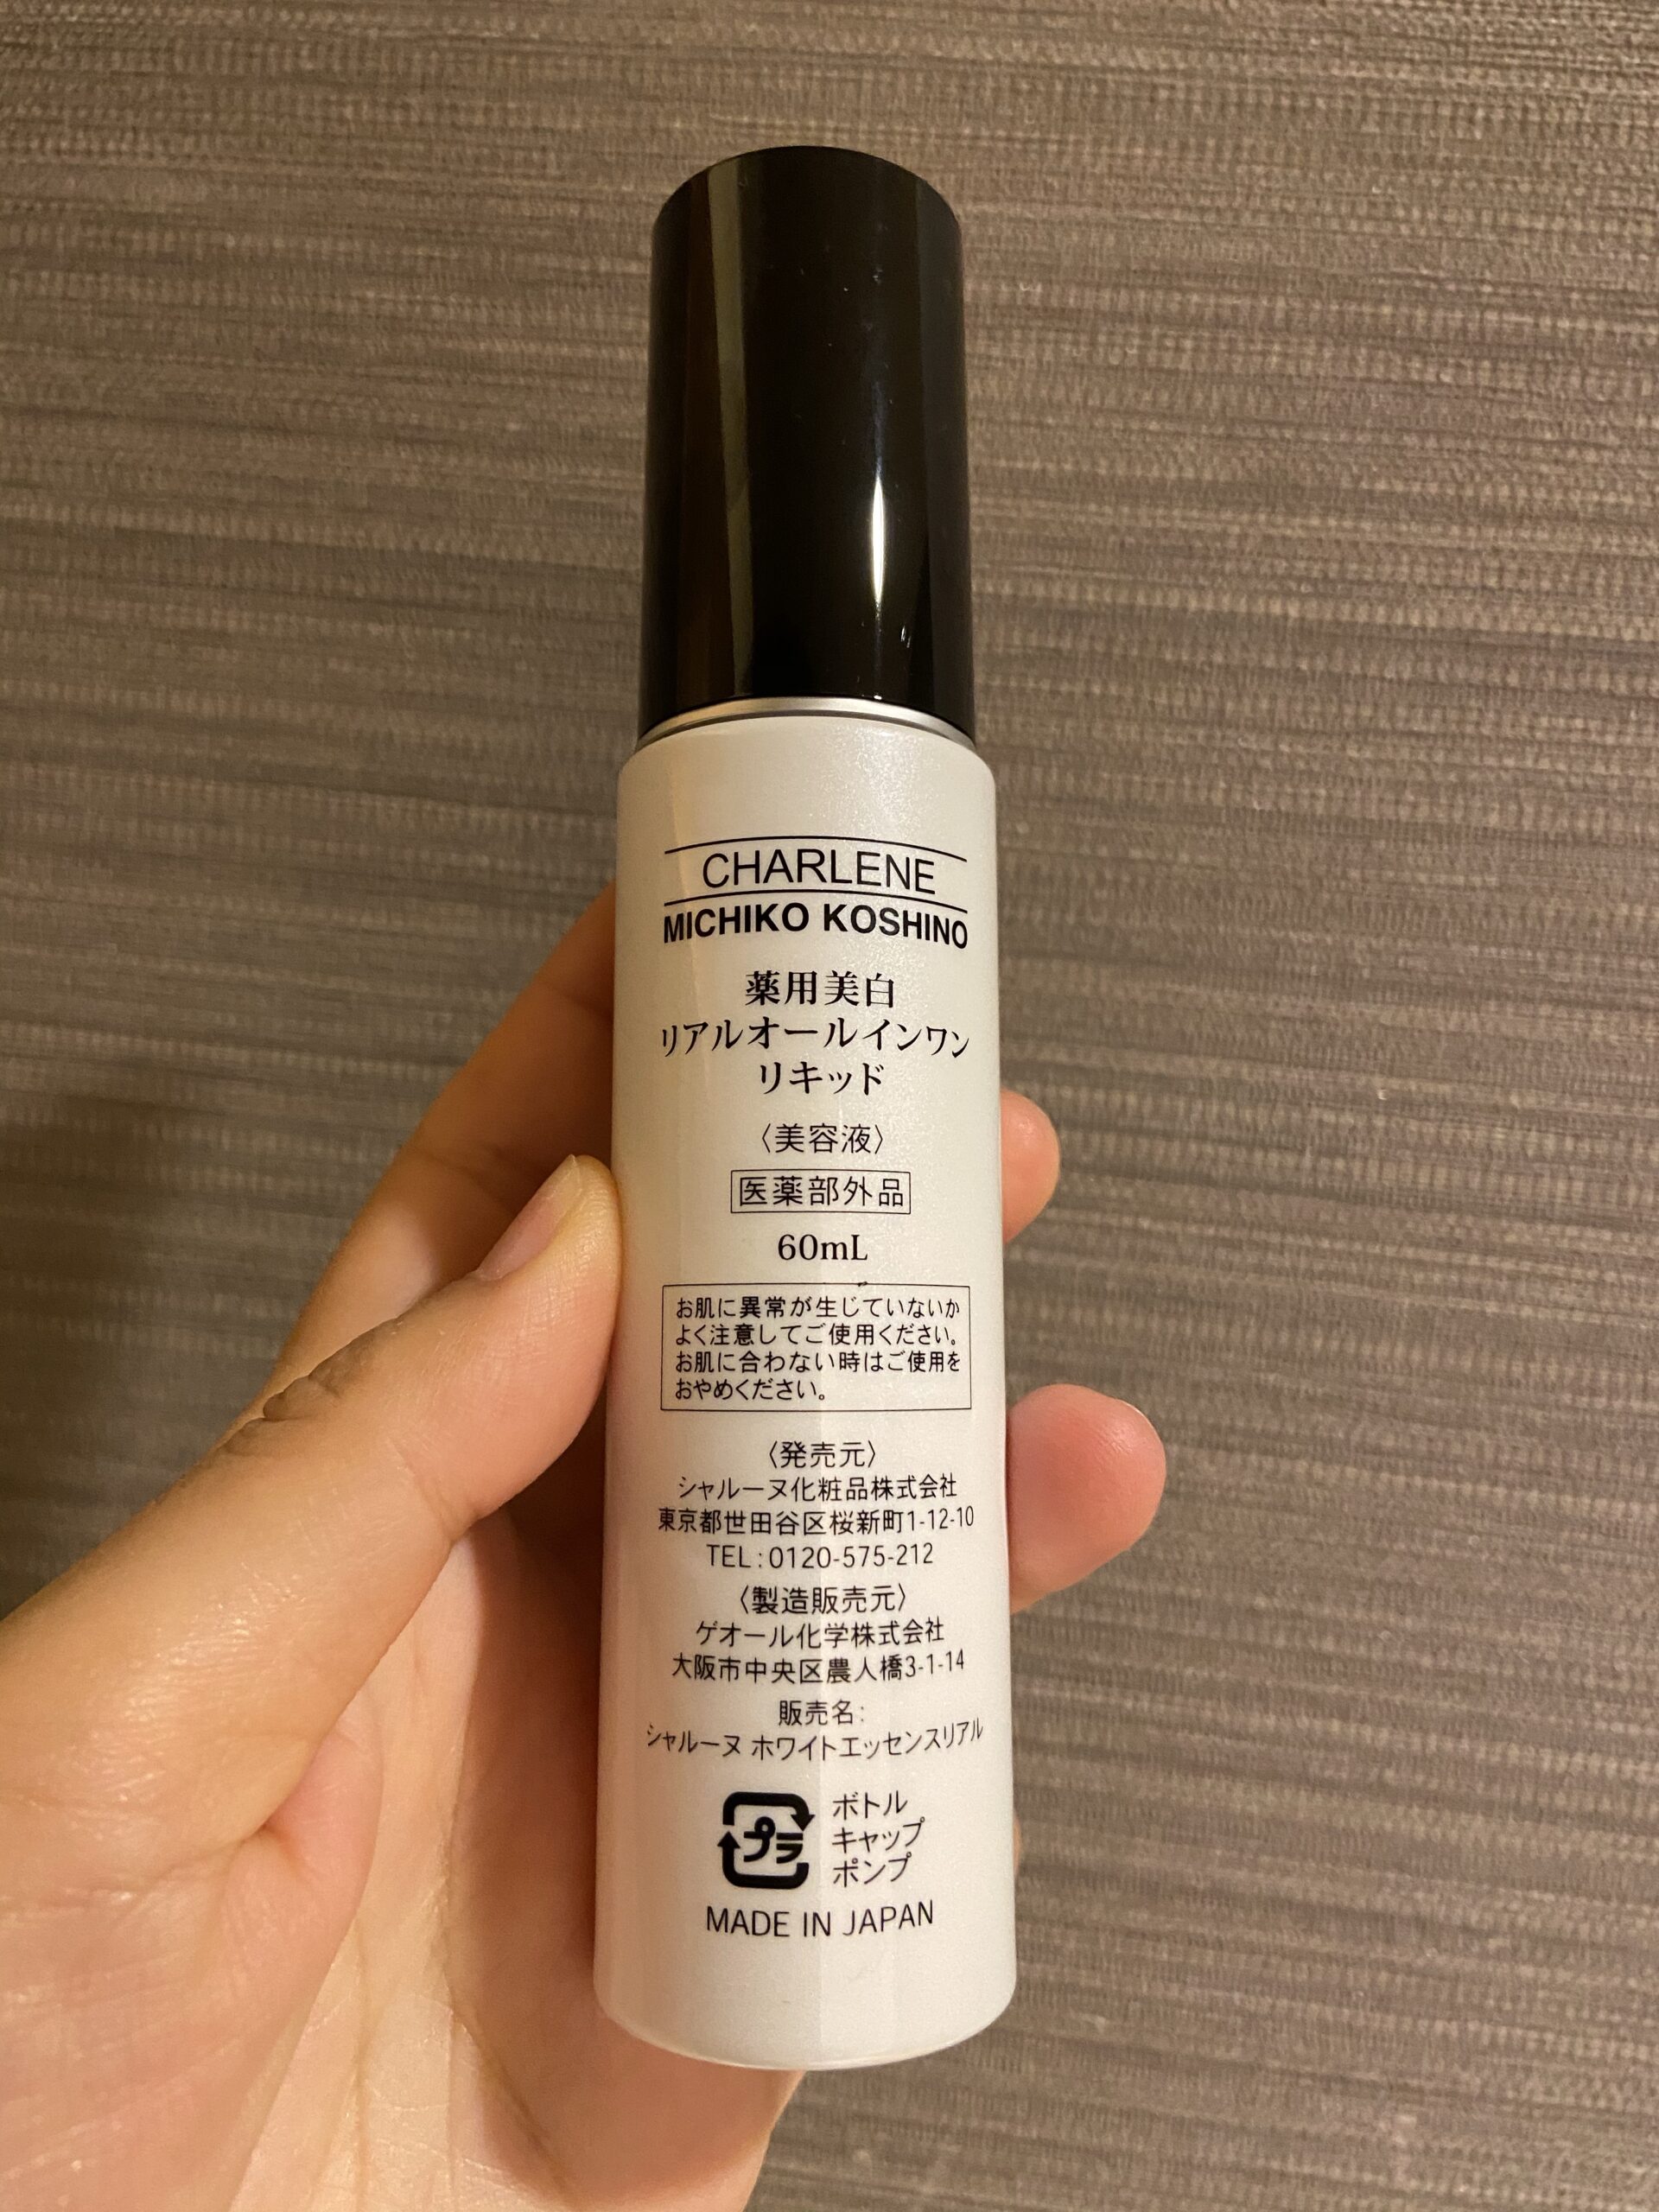 CHARLENE
MICHIKO KOSHINO
薬用美白
リアルオールインワン
リキッド
〈美容液〉
医薬部外品
60mL
お肌に異常が生じていないか
よく注意してご使用ください。
お肌に合わない時はご使用を
おやめください。
〈発売元〉
シャルーヌ化粧品株式会社
東京都世田谷区桜新町1-12-10
TEL:0120-575-212
〈製造販売元〉
ゲオール化学株式会社
大阪市中央区農人橋3-1-14
販売名:
シャルーヌ ホワイトエッセンスリアル
プラ
ボトル
キャップ
ポンプ
MADE IN JAPAN